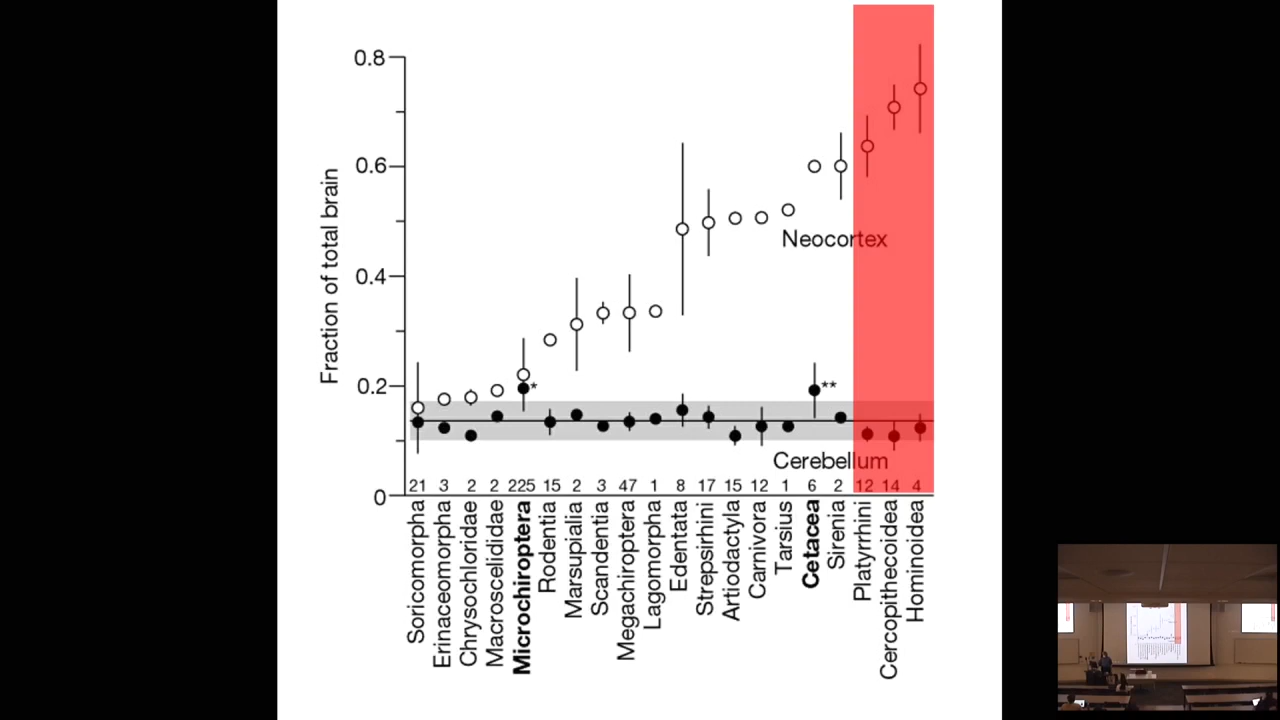 0.8
0.6
0.4
0.2
0
Fraction of total brain
Neocortex
*
**
Cerebellum
21 3 2 2 225 15 2 3 47 1 8 17 15 12 1 6 2 12 14 4
Soricomorpha
Erinaceomorpha
Chrysochloridae
Macroscelididae
Microchiroptera
Rodentia
Marsupialia
Scandentia
Megachiroptera
Lagomorpha
Edentata
Strepsirhini
Artiodactyla
Carnivora
Tarsius
Cetacea
Sirenia
Platyrrhini
Cercopithecoidea
Hominoidea